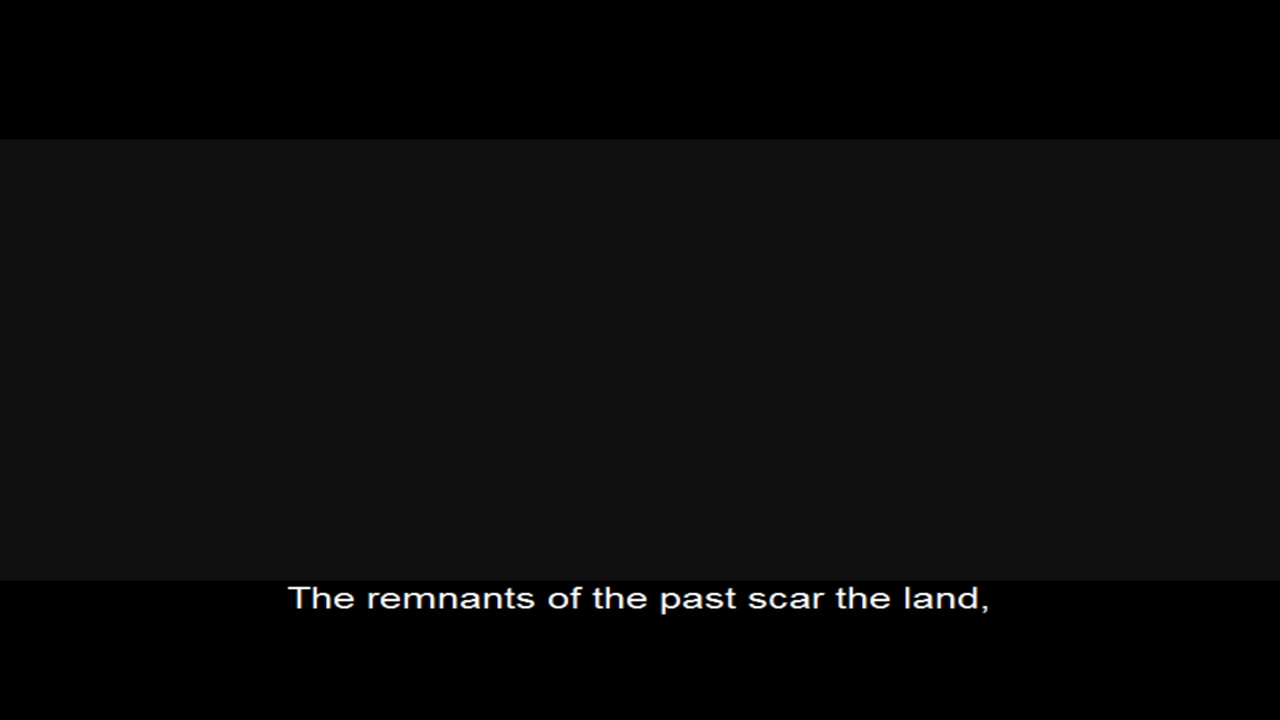 The remnants of the past scar the land,